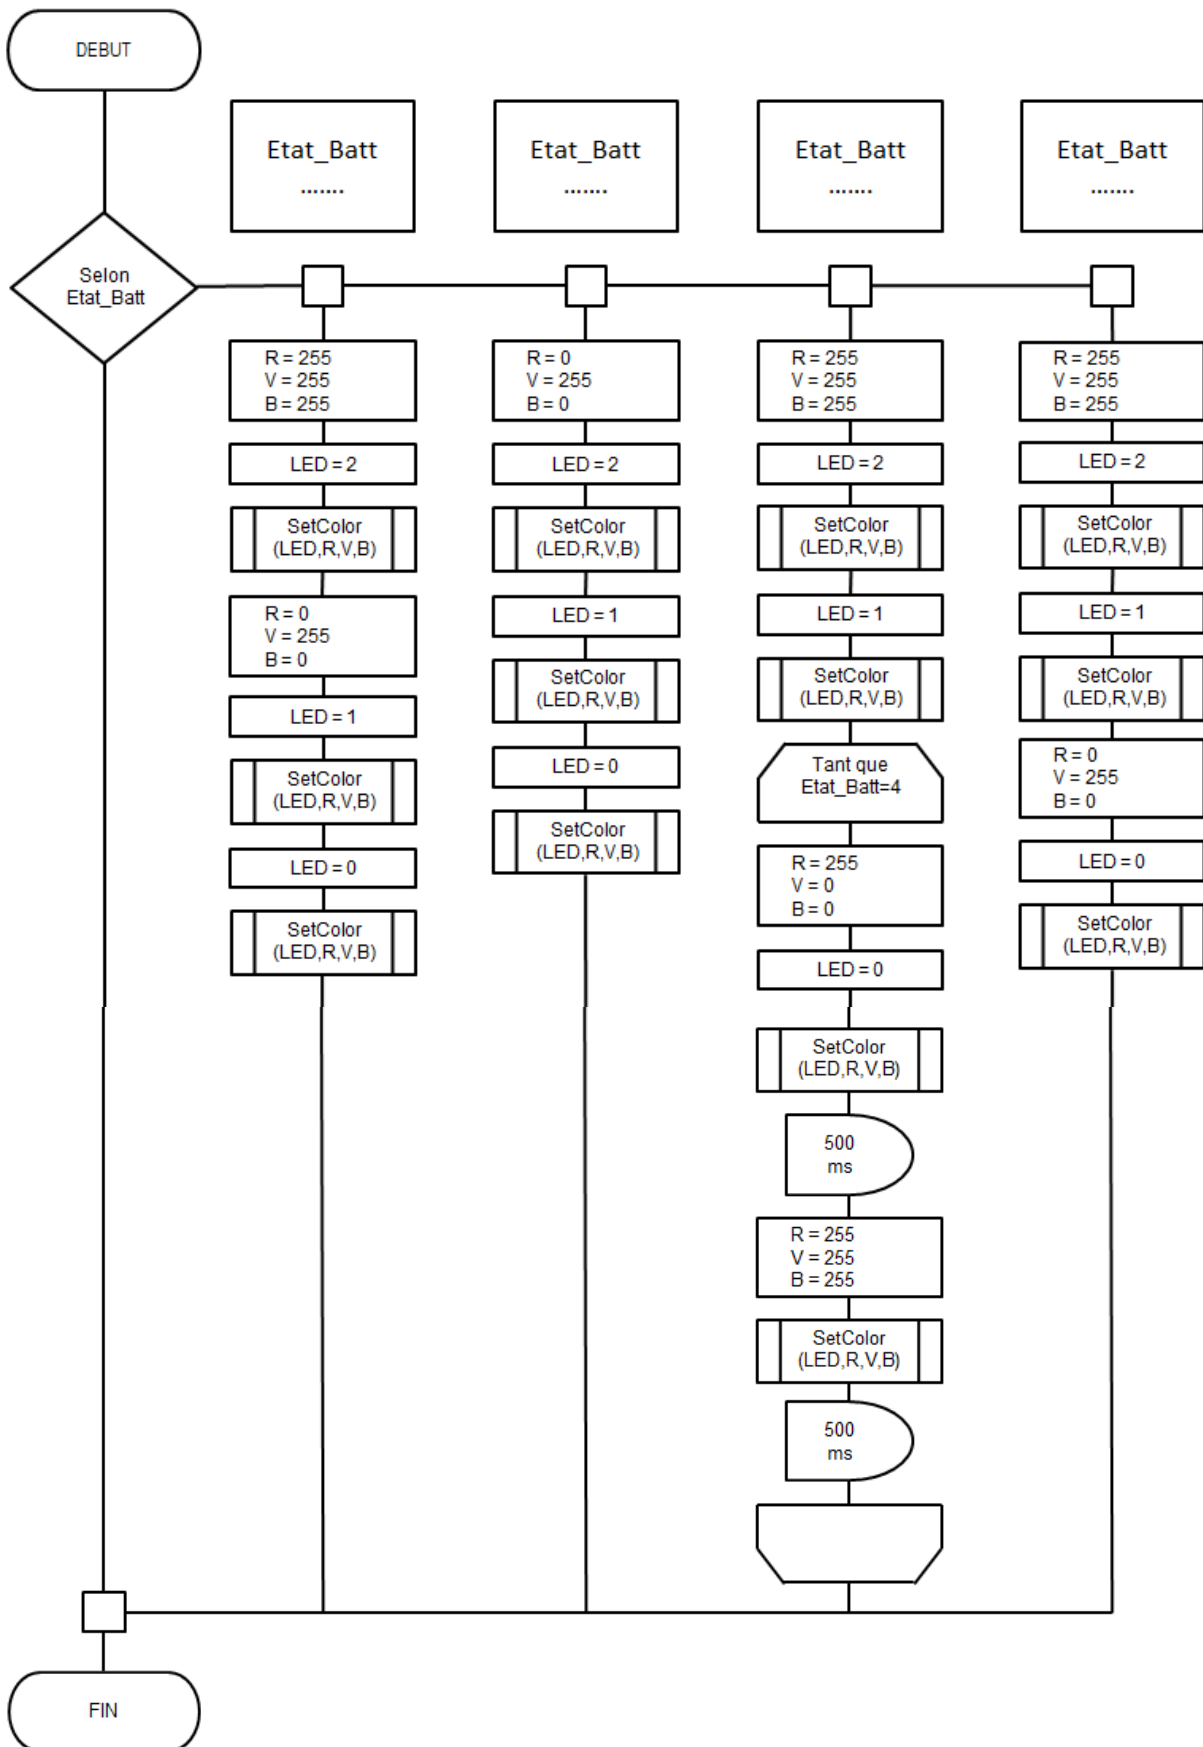 DEBUT
Selon
Etat_Batt
Etat_Batt
.......
R = 255
V = 255
B = 255
LED = 2
SetColor
(LED,R,V,B)
R = 0
V = 255
B = 0
LED = 1
SetColor
(LED,R,V,B)
LED = 0
SetColor
(LED,R,V,B)
Etat_Batt
.......
R = 0
V = 255
B = 0
LED = 2
SetColor
(LED,R,V,B)
LED = 1
SetColor
(LED,R,V,B)
LED = 0
SetColor
(LED,R,V,B)
Etat_Batt
.......
R = 255
V = 255
B = 255
LED = 2
SetColor
(LED,R,V,B)
LED = 1
SetColor
(LED,R,V,B)
Tant que
Etat_Batt=4
R = 255
V = 0
B = 0
LED = 0
SetColor
(LED,R,V,B)
500
ms
R = 255
V = 255
B = 255
SetColor
(LED,R,V,B)
500
ms
Etat_Batt
.......
R = 255
V = 255
B = 255
LED = 2
SetColor
(LED,R,V,B)
LED = 1
SetColor
(LED,R,V,B)
R = 0
V = 255
B = 0
LED = 0
SetColor
(LED,R,V,B)
FIN